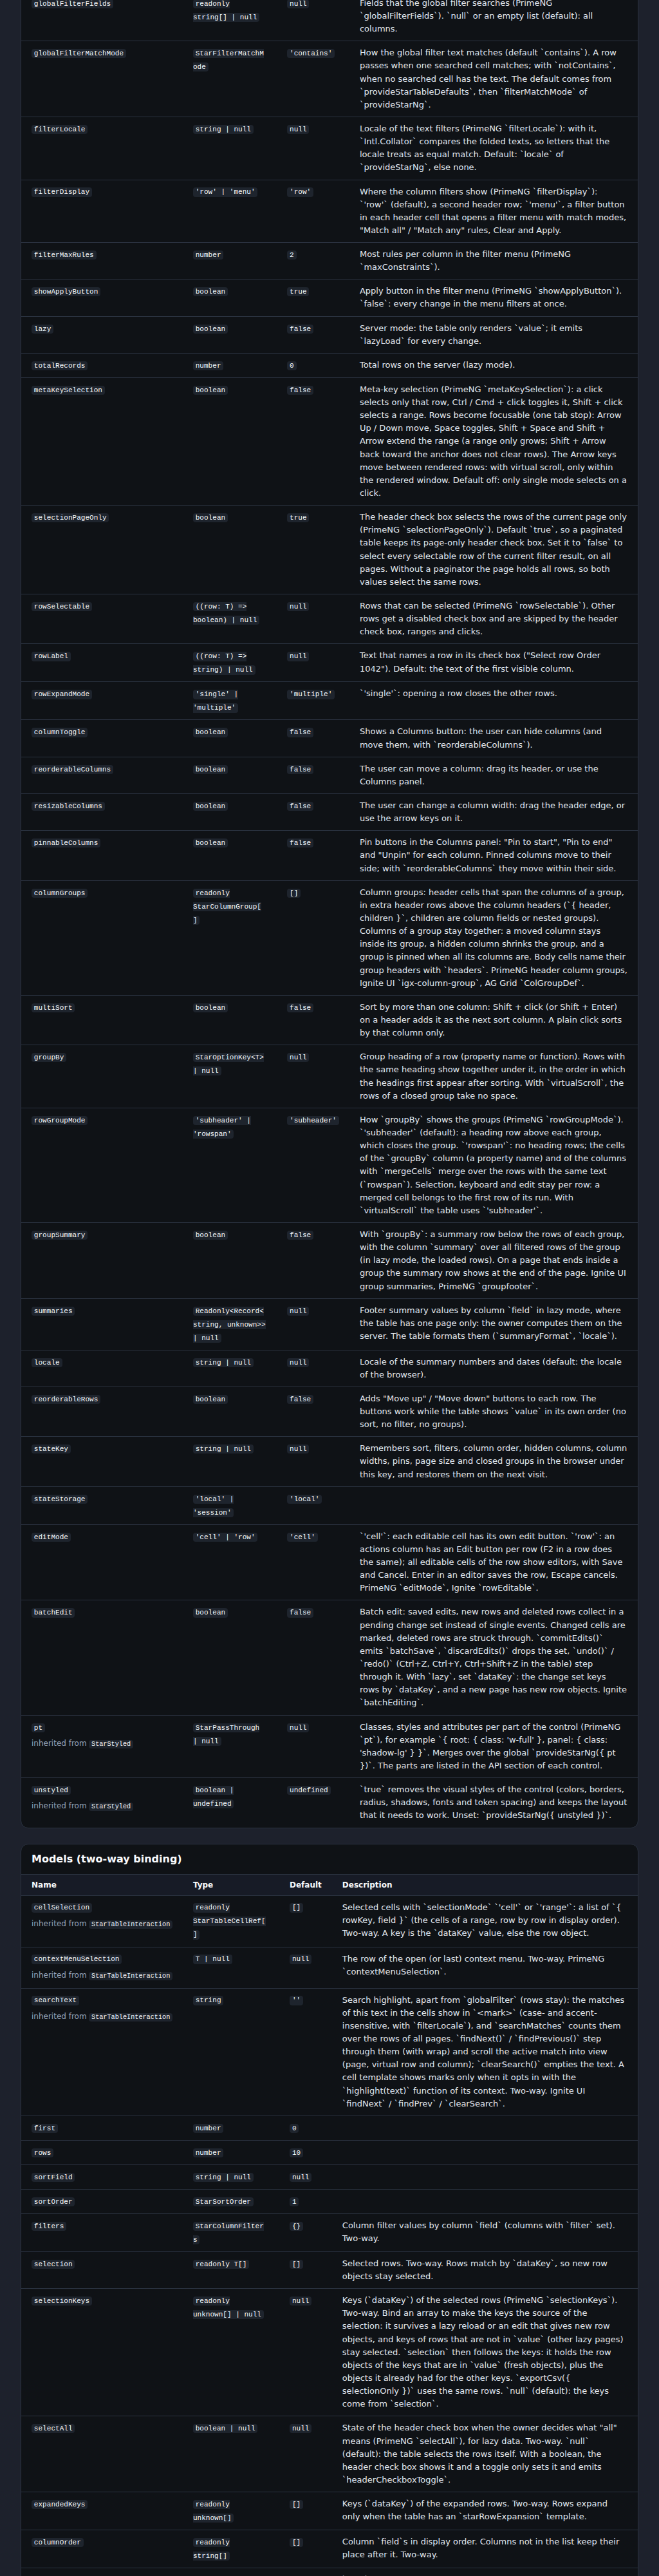 globalFilterFields readonly string[] | null null Fields that the global filter searches (PrimeNG
`globalFilterFields`). `null` or an empty list (default): all
columns.
globalFilterMatchMode StarFilterMatchMode 'contains' How the global filter text matches (default `contains`). A row
passes when one searched cell matches; with `notContains`,
when no searched cell has the text. The default comes from
`provideStarTableDefaults`, then `filterMatchMode` of
`provideStarNg`.
filterLocale string | null null Locale of the text filters (PrimeNG `filterLocale`): with it,
`Intl.Collator` compares the folded texts, so letters that the
locale treats as equal match. Default: `locale` of
`provideStarNg`, else none.
filterDisplay 'row' | 'menu' 'row' Where the column filters show (PrimeNG `filterDisplay`):
`'row'` (default), a second header row; `'menu'`, a filter button
in each header cell that opens a filter menu with match modes,
"Match all" / "Match any" rules, Clear and Apply.
filterMaxRules number 2 Most rules per column in the filter menu (PrimeNG
`maxConstraints`).
showApplyButton boolean true Apply button in the filter menu (PrimeNG `showApplyButton`).
`false`: every change in the menu filters at once.
lazy boolean false Server mode: the table only renders `value`; it emits
`lazyLoad` for every change.
totalRecords number 0 Total rows on the server (lazy mode).
metaKeySelection boolean false Meta-key selection (PrimeNG `metaKeySelection`): a click
selects only that row, Ctrl / Cmd + click toggles it, Shift + click
selects a range. Rows become focusable (one tab stop): Arrow
Up / Down move, Space toggles, Shift + Space and Shift +
Arrow extend the range (a range only grows; Shift + Arrow
back toward the anchor does not clear rows). The Arrow keys
move between rendered rows: with virtual scroll, only within
the rendered window. Default off: only single mode selects on a
click.
selectionPageOnly boolean true The header check box selects the rows of the current page only
(PrimeNG `selectionPageOnly`). Default `true`, so a paginated
table keeps its page-only header check box. Set it to `false` to
select every selectable row of the current filter result, on all
pages. Without a paginator the page holds all rows, so both
values select the same rows.
rowSelectable ((row: T) => boolean) | null null Rows that can be selected (PrimeNG `rowSelectable`). Other
rows get a disabled check box and are skipped by the header
check box, ranges and clicks.
rowLabel ((row: T) => string) | null null Text that names a row in its check box ("Select row Order
1042"). Default: the text of the first visible column.
rowExpandMode 'single' | 'multiple' 'multiple' `'single'`: opening a row closes the other rows.
columnToggle boolean false Shows a Columns button: the user can hide columns (and
move them, with `reorderableColumns`).
reorderableColumns boolean false The user can move a column: drag its header, or use the
Columns panel.
resizableColumns boolean false The user can change a column width: drag the header edge, or
use the arrow keys on it.
pinnableColumns boolean false Pin buttons in the Columns panel: "Pin to start", "Pin to end"
and "Unpin" for each column. Pinned columns move to their
side; with `reorderableColumns` they move within their side.
columnGroups readonly StarColumnGroup[] [] Column groups: header cells that span the columns of a group,
in extra header rows above the column headers (`{ header,
children }`, children are column fields or nested groups).
Columns of a group stay together: a moved column stays
inside its group, a hidden column shrinks the group, and a
group is pinned when all its columns are. Body cells name their
group headers with `headers`. PrimeNG header column groups,
Ignite UI `igx-column-group`, AG Grid `ColGroupDef`.
multiSort boolean false Sort by more than one column: Shift + click (or Shift + Enter)
on a header adds it as the next sort column. A plain click sorts
by that column only.
groupBy StarOptionKey<T> | null null Group heading of a row (property name or function). Rows with
the same heading show together under it, in the order in which
the headings first appear after sorting. With `virtualScroll`, the
rows of a closed group take no space.
rowGroupMode 'subheader' | 'rowspan' 'subheader' How `groupBy` shows the groups (PrimeNG `rowGroupMode`).
`'subheader'` (default): a heading row above each group,
which closes the group. `'rowspan'`: no heading rows; the cells
of the `groupBy` column (a property name) and of the columns
with `mergeCells` merge over the rows with the same text
(`rowspan`). Selection, keyboard and edit stay per row: a
merged cell belongs to the first row of its run. With
`virtualScroll` the table uses `'subheader'`.
groupSummary boolean false With `groupBy`: a summary row below the rows of each group,
with the column `summary` over all filtered rows of the group
(in lazy mode, the loaded rows). On a page that ends inside a
group the summary row shows at the end of the page. Ignite UI
group summaries, PrimeNG `groupfooter`.
summaries Readonly<Record<string, unknown>> | null null Footer summary values by column `field` in lazy mode, where
the table has one page only: the owner computes them on the
server. The table formats them (`summaryFormat`, `locale`).
locale string | null null Locale of the summary numbers and dates (default: the locale
of the browser).
reorderableRows boolean false Adds "Move up" / "Move down" buttons to each row. The
buttons work while the table shows `value` in its own order (no
sort, no filter, no groups).
stateKey string | null null Remembers sort, filters, column order, hidden columns, column
widths, pins, page size and closed groups in the browser under
this key, and restores them on the next visit.
stateStorage 'local' | 'session' 'local'
editMode 'cell' | 'row' 'cell' `'cell'`: each editable cell has its own edit button. `'row'`: an
actions column has an Edit button per row (F2 in a row does
the same); all editable cells of the row show editors, with Save
and Cancel. Enter in an editor saves the row, Escape cancels.
PrimeNG `editMode`, Ignite `rowEditable`.
batchEdit boolean false Batch edit: saved edits, new rows and deleted rows collect in a
pending change set instead of single events. Changed cells are
marked, deleted rows are struck through. `commitEdits()`
emits `batchSave`, `discardEdits()` drops the set, `undo()` /
`redo()` (Ctrl+Z, Ctrl+Y, Ctrl+Shift+Z in the table) step
through it. With `lazy`, set `dataKey`: the change set keys
rows by `dataKey`, and a new page has new row objects. Ignite
`batchEditing`.
pt StarPassThrough | null null Classes, styles and attributes per part of the control (PrimeNG
inherited from StarStyled `pt`), for example `{ root: { class: 'w-full' }, panel: { class:
'shadow-lg' } }`. Merges over the global `provideStarNg({ pt
})`. The parts are listed in the API section of each control.
unstyled boolean | undefined undefined `true` removes the visual styles of the control (colors, borders,
inherited from StarStyled radius, shadows, fonts and token spacing) and keeps the layout
that it needs to work. Unset: `provideStarNg({ unstyled })`.
Models (two-way binding)
Name Type Default Description
cellSelection readonly StarTableCellRef[] [] Selected cells with `selectionMode` `'cell'` or `'range'`: a list of `{
inherited from StarTableInteraction rowKey, field }` (the cells of a range, row by row in display order).
Two-way. A key is the `dataKey` value, else the row object.
contextMenuSelection T | null null The row of the open (or last) context menu. Two-way. PrimeNG
inherited from StarTableInteraction `contextMenuSelection`.
searchText string '' Search highlight, apart from `globalFilter` (rows stay): the matches
inherited from StarTableInteraction of this text in the cells show in `<mark>` (case- and accent-
insensitive, with `filterLocale`), and `searchMatches` counts them
over the rows of all pages. `findNext()` / `findPrevious()` step
through them (with wrap) and scroll the active match into view
(page, virtual row and column); `clearSearch()` empties the text. A
cell template shows marks only when it opts in with the
`highlight(text)` function of its context. Two-way. Ignite UI
`findNext` / `findPrev` / `clearSearch`.
first number 0
rows number 10
sortField string | null null
sortOrder StarSortOrder 1
filters StarColumnFilters {} Column filter values by column `field` (columns with `filter` set).
Two-way.
selection readonly T[] [] Selected rows. Two-way. Rows match by `dataKey`, so new row
objects stay selected.
selectionKeys readonly unknown[] | null null Keys (`dataKey`) of the selected rows (PrimeNG `selectionKeys`).
Two-way. Bind an array to make the keys the source of the
selection: it survives a lazy reload or an edit that gives new row
objects, and keys of rows that are not in `value` (other lazy pages)
stay selected. `selection` then follows the keys: it holds the row
objects of the keys that are in `value` (fresh objects), plus the
objects it already had for the other keys. `exportCsv({
selectionOnly })` uses the same rows. `null` (default): the keys
come from `selection`.
selectAll boolean | null null State of the header check box when the owner decides what "all"
means (PrimeNG `selectAll`), for lazy data. Two-way. `null`
(default): the table selects the rows itself. With a boolean, the
header check box shows it and a toggle only sets it and emits
`headerCheckboxToggle`.
expandedKeys readonly unknown[] [] Keys (`dataKey`) of the expanded rows. Two-way. Rows expand
only when the table has an `starRowExpansion` template.
columnOrder readonly string[] [] Column `field`s in display order. Columns not in the list keep their
place after it. Two-way.